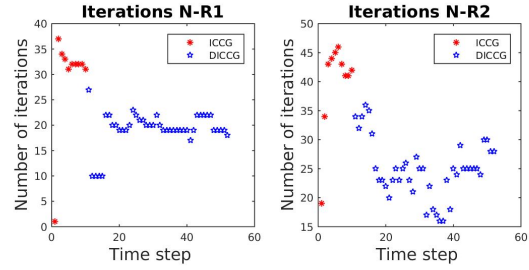 Iterations N-R1
Number of iterations
40
35
30
25
20
15
10
5
0
0 20 40 60
Time step
ICCG
DICCG
Iterations N-R2
Number of iterations
50
45
40
35
30
25
20
15
0 20 40 60
Time step
ICCG
DICCG